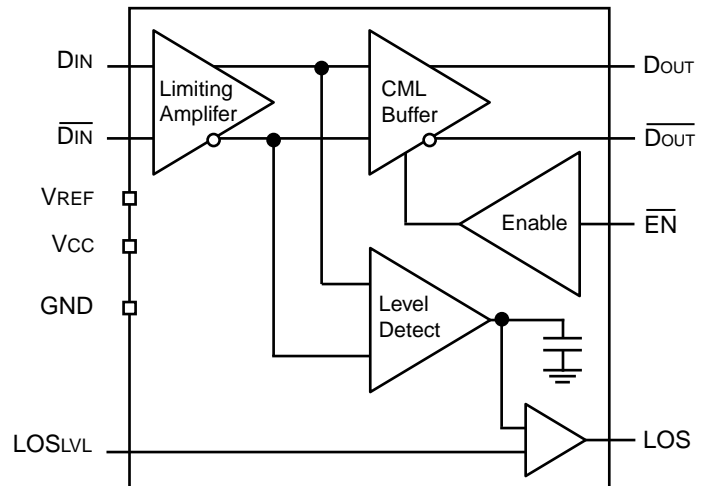 DIN
Limiting
Amplifer
CML
Buffer
DOUT
DIN
DOUT
VREF
Enable
EN
VCC
GND
Level
Detect
LOSLVL
LOS